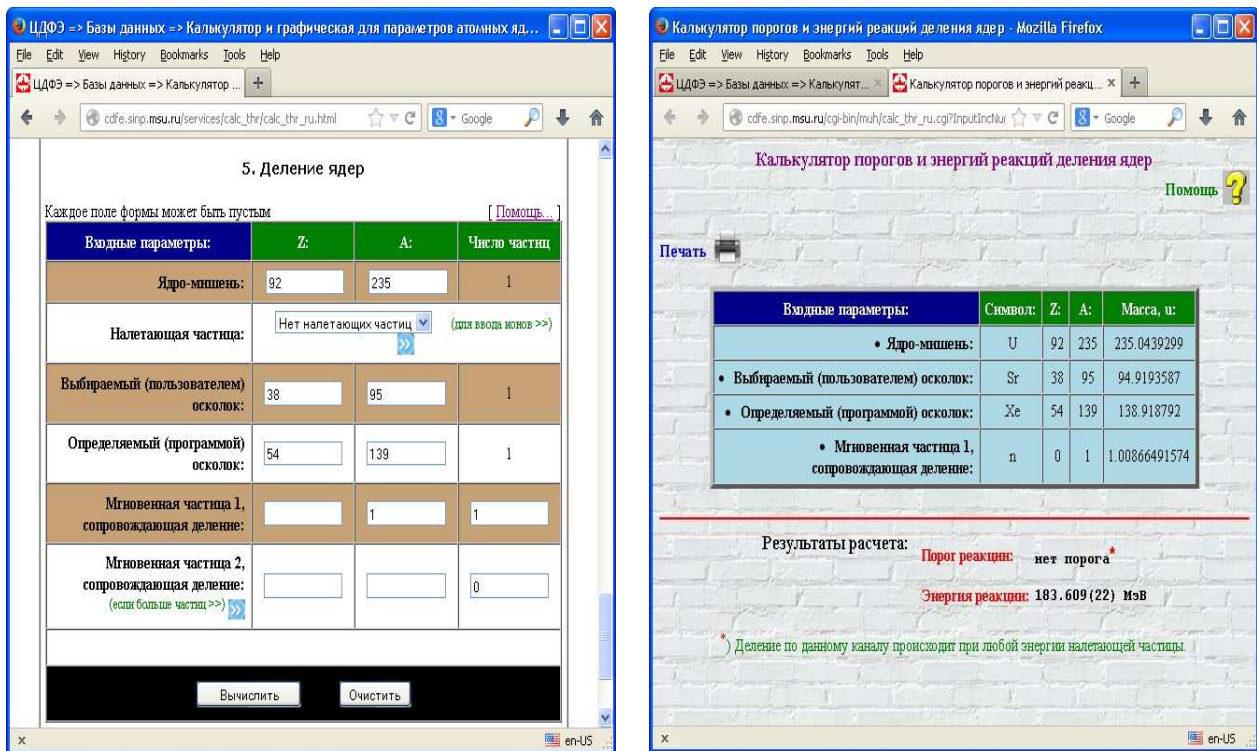 ЦДФЭ => Базы данных => Калькулятор и графическая для параметров атомных яд...
File Edit View History Bookmarks Tools Help
ЦДФЭ => Базы данных => Калькулятор ...
cdfe.sinp.msu.ru/services/calc_thr/calc_thr_ru.html
Google
5. Деление ядер
Каждое поле формы может быть пустым [ Помощь... ]
Входные параметры: Z: A: Число частиц
Ядро-мишень: 92 235 1
Налетающая частица: Нет налетающих частиц (для ввода ионов >>)
Выбираемый (пользователем)
осколок: 38 95 1
Определяемый (программой)
осколок: 54 139 1
Мгновенная частица 1,
сопровождающая деление: 1 1
Мгновенная частица 2,
сопровождающая деление: 0
(если больше частиц >>)
Вычислить Очистить
x en-US
Калькулятор порогов и энергий реакций деления ядер - Mozilla Firefox
File Edit View History Bookmarks Tools Help
ЦДФЭ => Базы данных => Калькулят... Калькулятор порогов и энергий реакц...
cdfe.sinp.msu.ru/cgi-bin/muh/calc_thr_ru.cgi?InputIncNuc
Google
Калькулятор порогов и энергий реакций деления ядер
Помощь
Печать
Входные параметры: Символ: Z: A: Масса, u:
• Ядро-мишень: U 92 235 235.0439299
• Выбираемый (пользователем) осколок: Sr 38 95 94.9193587
• Определяемый (программой) осколок: Xe 54 139 138.918792
• Мгновенная частица 1,
сопровождающая деление: n 0 1 1.00866491574
Результаты расчета:
Порог реакции: нет порога*
Энергия реакции: 183.609(22) МэВ
*) Деление по данному каналу происходит при любой энергии налетающей частицы.
x en-US